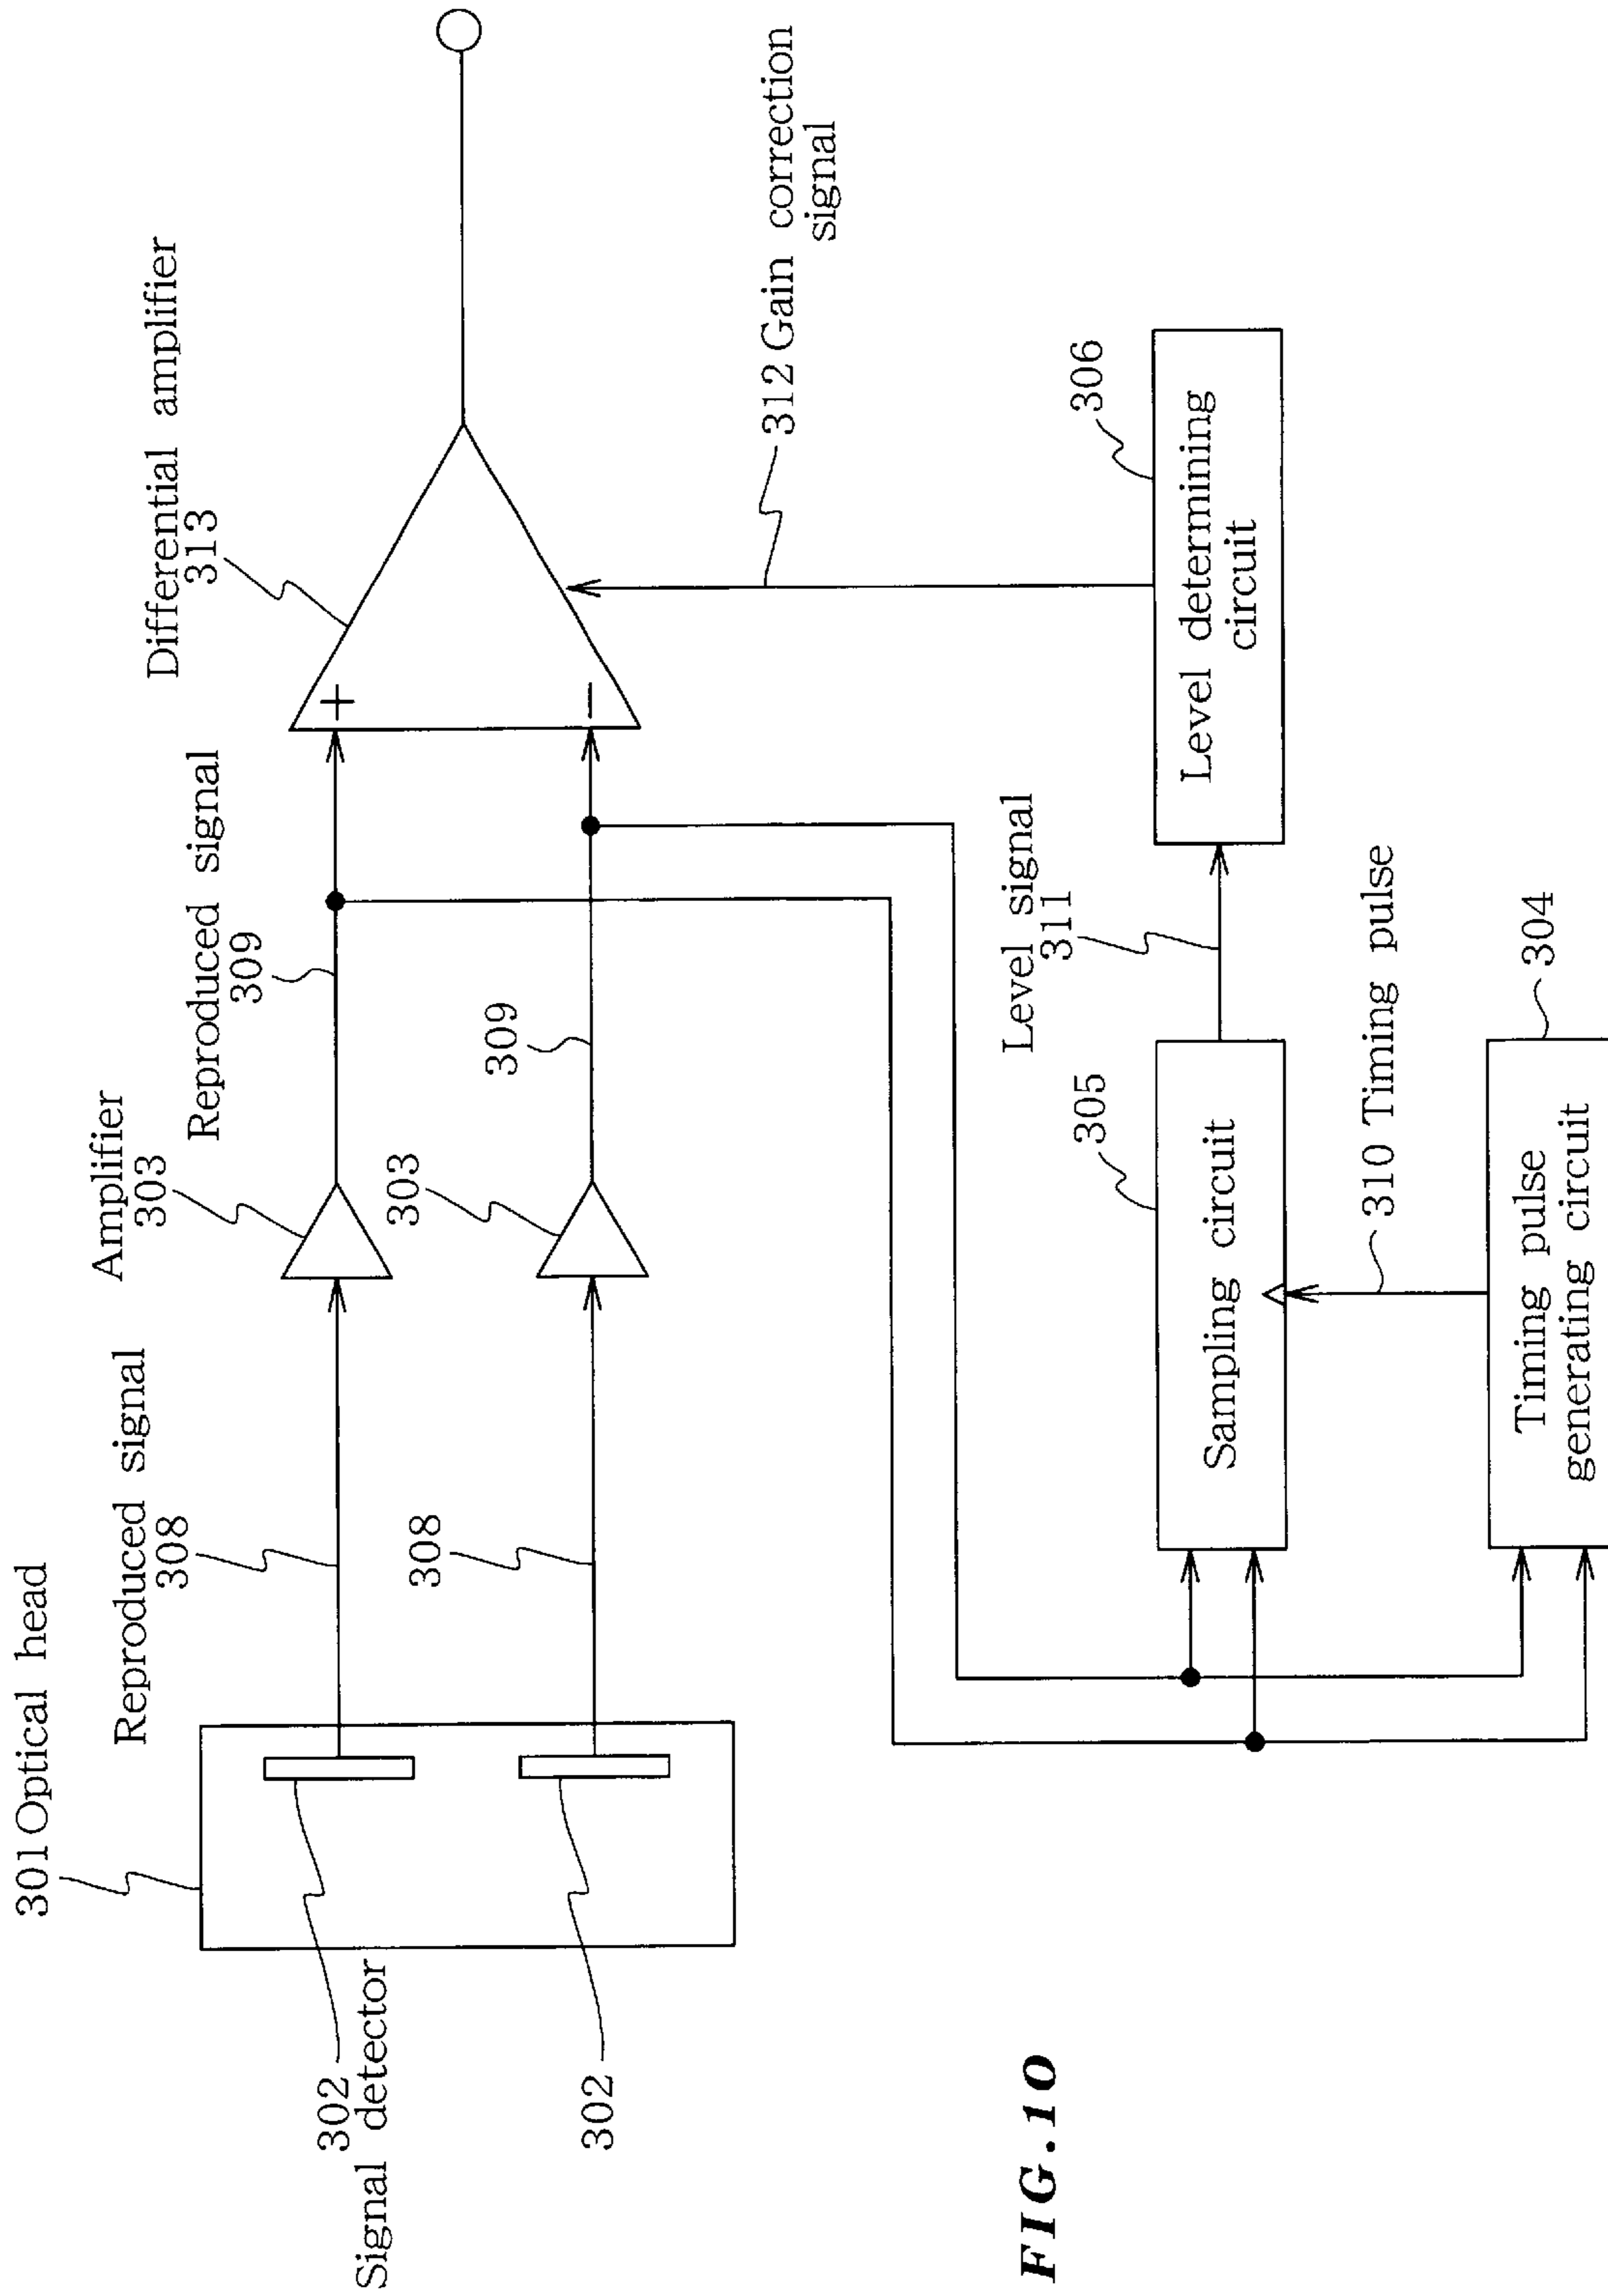 301 Optical head
Reproduced signal
308
Amplifier
303
Reproduced signal
309
Differential amplifier
313
+
−
308
303
309
302
Signal detector
302
312 Gain correction
signal
Level signal
311
306
Level determining
circuit
305
Sampling circuit
310 Timing pulse
304
Timing pulse
generating circuit
FIG.10